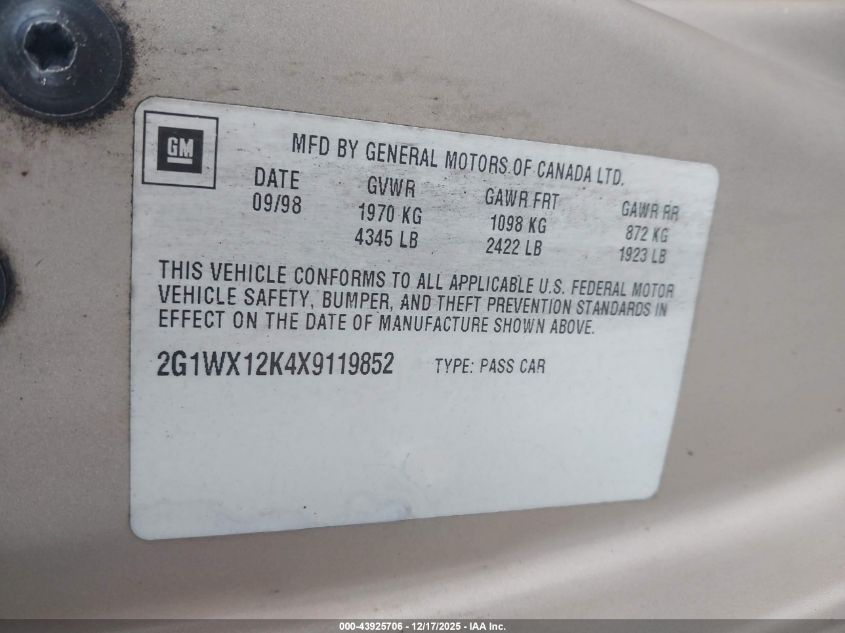 GM
MFD BY GENERAL MOTORS OF CANADA LTD.
DATE GVWR GAWR FRT GAWR RR
09/98 1970 KG 1098 KG 872 KG
4345 LB 2422 LB 1923 LB
THIS VEHICLE CONFORMS TO ALL APPLICABLE U.S. FEDERAL MOTOR
VEHICLE SAFETY, BUMPER, AND THEFT PREVENTION STANDARDS IN
EFFECT ON THE DATE OF MANUFACTURE SHOWN ABOVE.
2G1WX12K4X9119852 TYPE: PASS CAR
000-43925706 - 12/17/2025 - IAA Inc.